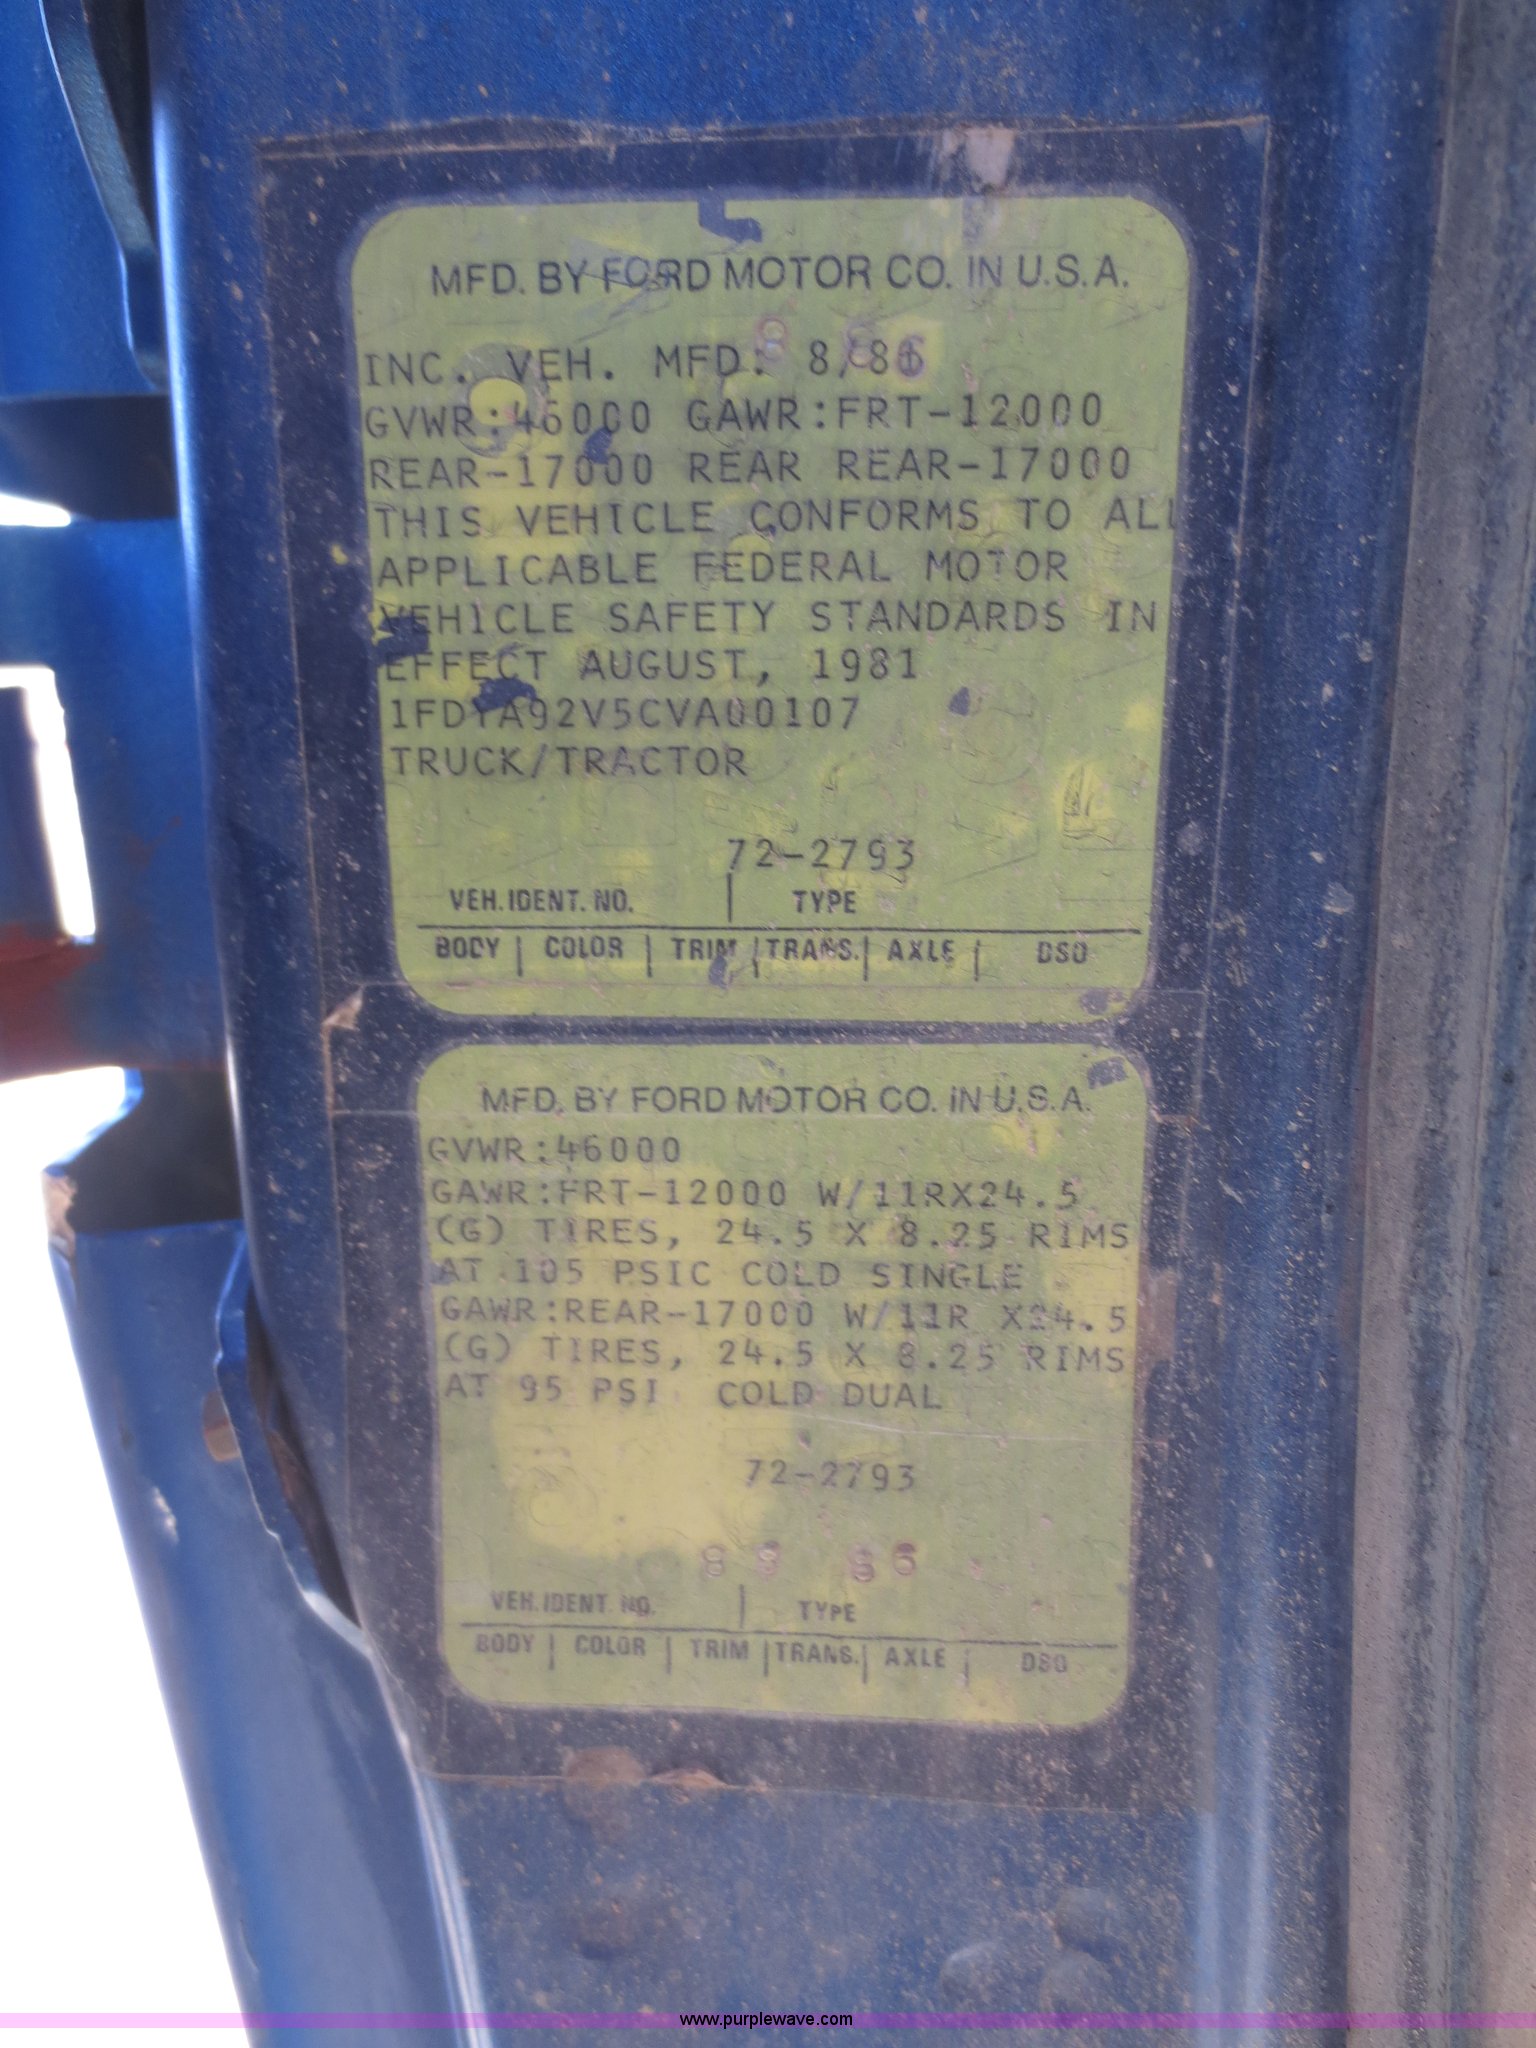 MFD. BY FORD MOTOR CO. IN U.S.A.
INC. VEH. MFD: 8/81
GVWR:46000 GAWR:FRT-12000
REAR-17000 REAR REAR-17000
THIS VEHICLE CONFORMS TO ALL
APPLICABLE FEDERAL MOTOR
VEHICLE SAFETY STANDARDS IN
EFFECT AUGUST, 1981
1FDYA92V5CVA00107
TRUCK/TRACTOR
72-2793
VEH. IDENT. NO. TYPE
BODY COLOR TRIM TRANS. AXLE DSO
MFD. BY FORD MOTOR CO. IN U.S.A.
GVWR:46000
GAWR:FRT-12000 W/11RX24.5
(G) TIRES, 24.5 X 8.25 RIMS
AT 105 PSIC COLD SINGLE
GAWR:REAR-17000 W/11R X24.5
(G) TIRES, 24.5 X 8.25 RIMS
AT 95 PSI COLD DUAL
72-2793
VEH. IDENT. NO. TYPE
BODY COLOR TRIM TRANS. AXLE DSO
www.purplewave.com